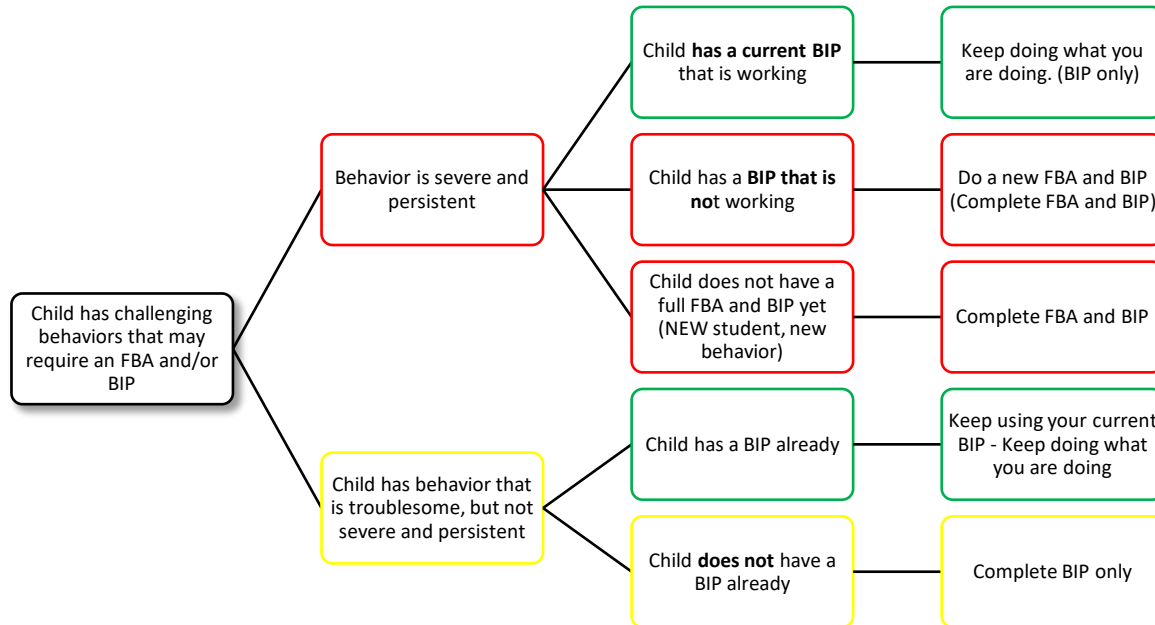 Child has a current BIP
that is working
Keep doing what you
are doing. (BIP only)
Behavior is severe and
persistent
Child has a BIP that is
not working
Do a new FBA and BIP
(Complete FBA and BIP)
Child does not have a
full FBA and BIP yet
(NEW student, new
behavior)
Complete FBA and BIP
Child has challenging
behaviors that may
require an FBA and/or
BIP
Child has a BIP already
Keep using your current
BIP - Keep doing what
you are doing
Child has behavior that
is troublesome, but not
severe and persistent
Child does not have a
BIP already
Complete BIP only